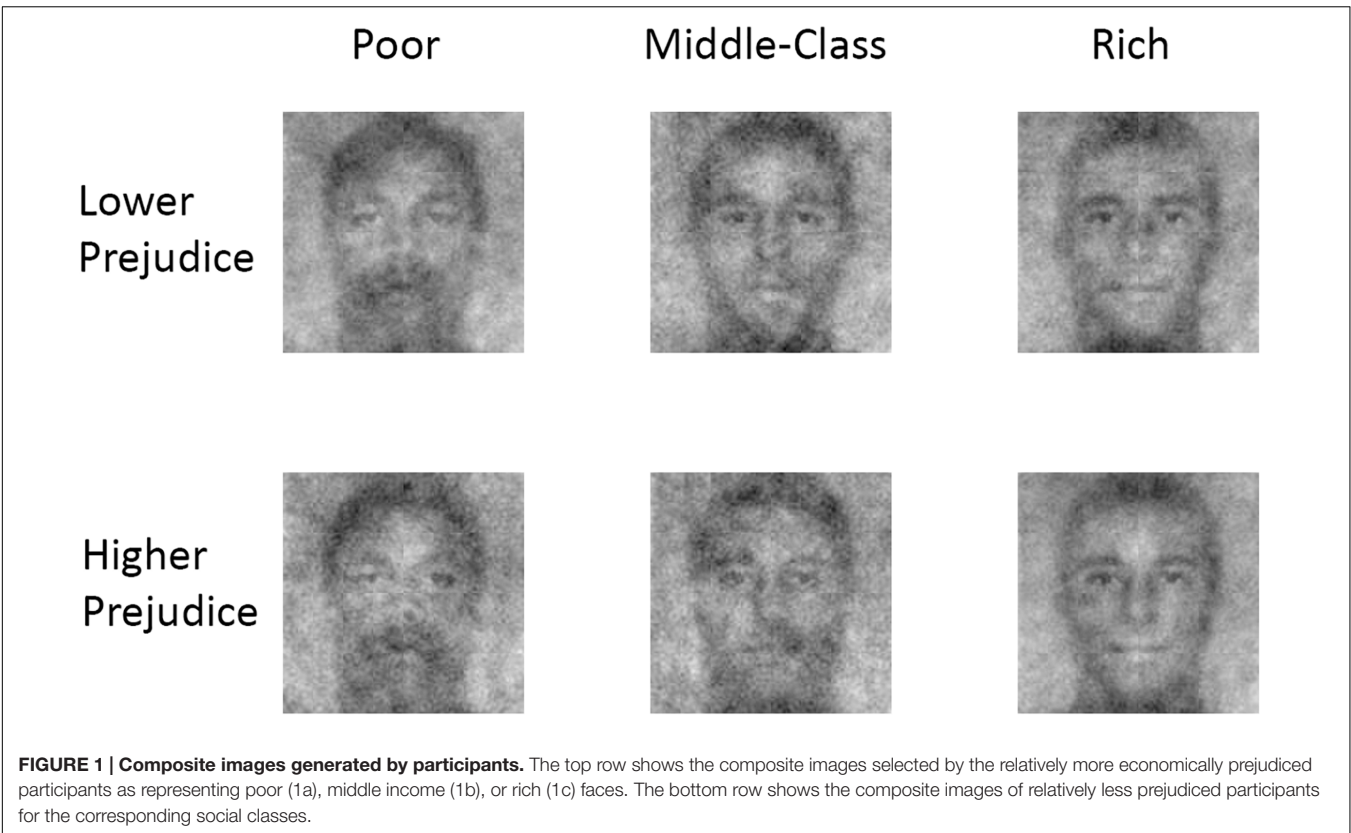 Poor
Middle-Class
Rich
Lower
Prejudice
Higher
Prejudice
FIGURE 1 | Composite images generated by participants. The top row shows the composite images selected by the relatively more economically prejudiced
participants as representing poor (1a), middle income (1b), or rich (1c) faces. The bottom row shows the composite images of relatively less prejudiced participants
for the corresponding social classes.